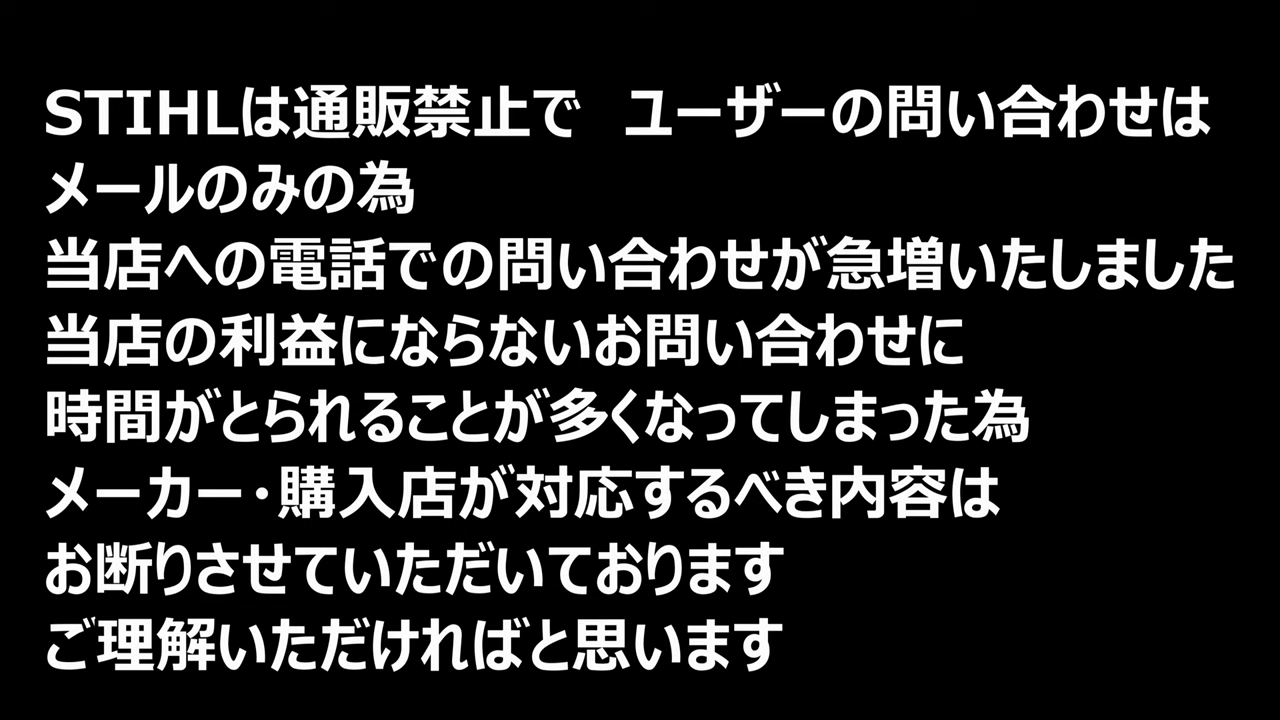 STIHLは通販禁止で　ユーザーの問い合わせは
メールのみの為
当店への電話での問い合わせが急増いたしました
当店の利益にならないお問い合わせに
時間がとられることが多くなってしまった為
メーカー・購入店が対応するべき内容は
お断りさせていただいております
ご理解いただければと思います